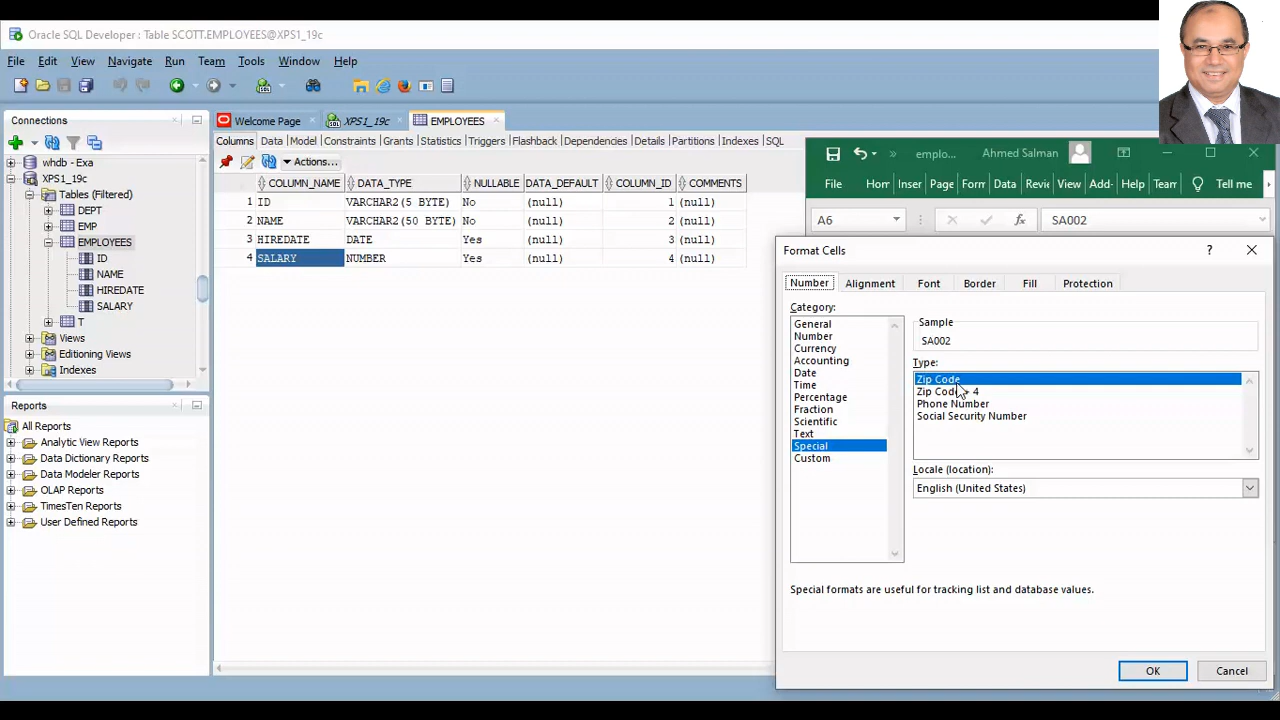 Oracle SQL Developer : Table SCOTT.EMPLOYEES@XPS1_19c
File Edit View Navigate Run Team Tools Window Help
Connections
whdb - Exa
XPS1_19c
Tables (Filtered)
DEPT
EMP
EMPLOYEES
ID
NAME
HIREDATE
SALARY
T
Views
Editioning Views
Indexes
Reports
All Reports
Analytic View Reports
Data Dictionary Reports
Data Modeler Reports
OLAP Reports
TimesTen Reports
User Defined Reports
Welcome Page XPS1_19c EMPLOYEES
Columns Data Model Constraints Grants Statistics Triggers Flashback Dependencies Details Partitions Indexes SQL
Actions...
COLUMN_NAME DATA_TYPE NULLABLE DATA_DEFAULT COLUMN_ID COMMENTS
1 ID VARCHAR2(5 BYTE) No (null) 1 (null)
2 NAME VARCHAR2(50 BYTE) No (null) 2 (null)
3 HIREDATE DATE Yes (null) 3 (null)
4 SALARY NUMBER Yes (null) 4 (null)
emplo... Ahmed Salman
File Hom Inser Page Form Data Revie View Add- Help Team Tell me
A6 fx SA002
Format Cells
Number Alignment Font Border Fill Protection
Category:
General
Number
Currency
Accounting
Date
Time
Percentage
Fraction
Scientific
Text
Special
Custom
Sample
SA002
Type:
Zip Code
Zip Code + 4
Phone Number
Social Security Number
Locale (location):
English (United States)
Special formats are useful for tracking list and database values.
OK Cancel